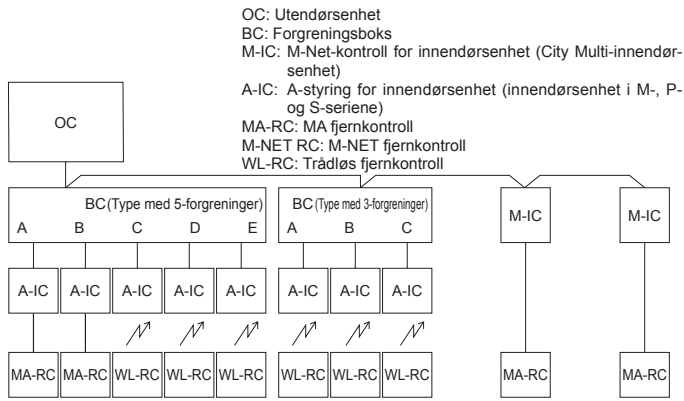 OC: Utendørsenhet
BC: Forgreningsboks
M-IC: M-Net-kontroll for innendørsenhet (City Multi-innendør-
senhet)
A-IC: A-styring for innendørsenhet (innendørsenhet i M-, P-
og S-seriene)
MA-RC: MA fjernkontroll
M-NET RC: M-NET fjernkontroll
WL-RC: Trådløs fjernkontroll
OC
BC (Type med 5-forgreninger)
A B C D E
BC (Type med 3-forgreninger)
A B C
M-IC M-IC
A-IC A-IC A-IC A-IC A-IC A-IC A-IC A-IC
MA-RC MA-RC WL-RC WL-RC WL-RC WL-RC WL-RC WL-RC MA-RC MA-RC